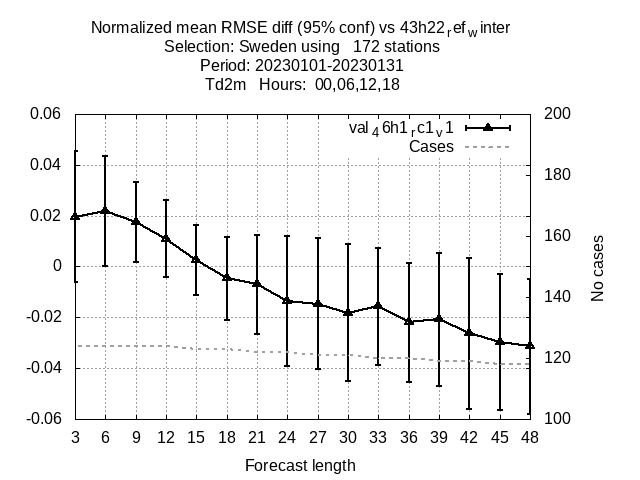 Normalized mean RMSE diff (95% conf) vs 43h22ref winter
Selection: Sweden using 172 stations
Period: 20230101-20230131
Td2m Hours: 00,06,12,18
0.06
0.04
0.02
0
-0.02
-0.04
-0.06
200
180
160
140
120
100
No cases
val46h1rc1v1
Cases
3 6 9 12 15 18 21 24 27 30 33 36 39 42 45 48
Forecast length